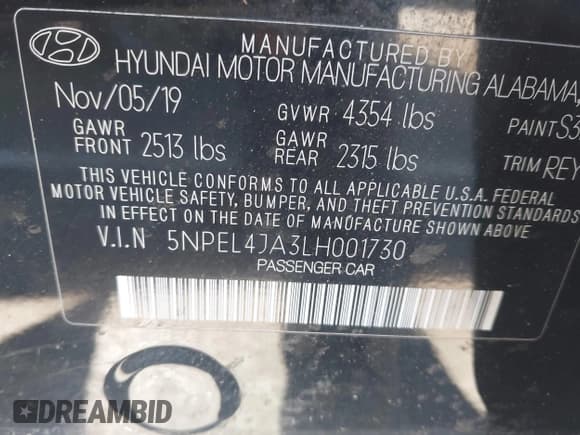 MANUFACTURED BY
HYUNDAI MOTOR MANUFACTURING ALABAMA,
Nov/05/19 GVWR 4354 lbs PAINT S3
GAWR FRONT 2513 lbs GAWR REAR 2315 lbs TRIM REY
THIS VEHICLE CONFORMS TO ALL APPLICABLE U.S.A. FEDERAL
MOTOR VEHICLE SAFETY, BUMPER, AND THEFT PREVENTION STANDARDS
IN EFFECT ON THE DATE OF MANUFACTURE SHOWN ABOVE
V.I.N 5NPEL4JA3LH001730
PASSENGER CAR
DREAMBID